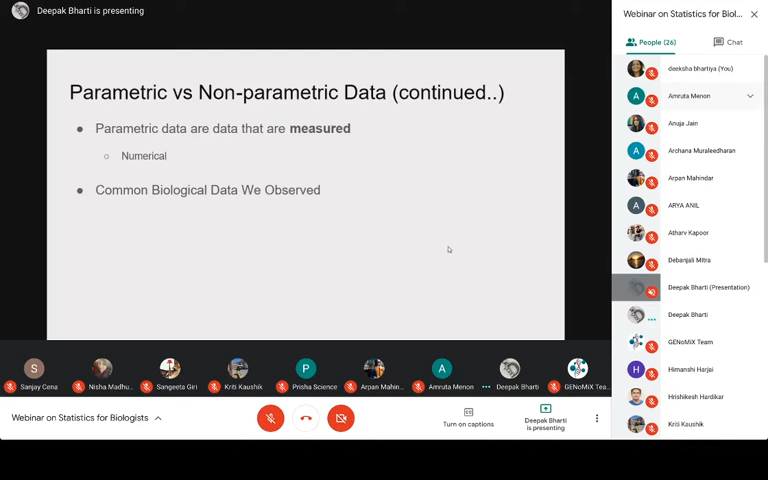 Deepak Bharti is presenting
Parametric vs Non-parametric Data (continued..)
Parametric data are data that are measured
Numerical
Common Biological Data We Observed
S
P
A
Sanjay Cena
Nisha Madhu...
Sangeeta Giri
Kriti Kaushik
Prisha Science
Arpan Mahin...
Amruta Menon
Deepak Bharti
GENoMiX Tea...
Webinar on Statistics for Biologists
Turn on captions
Deepak Bharti
is presenting
Webinar on Statistics for Biol...
People (26)
Chat
deeksha bhartiya (You)
A
Amruta Menon
Anuja Jain
A
Archana Muraleedharan
Arpan Mahindar
A
ARYA ANIL
Atharv Kapoor
Debanjali Mitra
Deepak Bharti (Presentation)
Deepak Bharti
GENoMiX Team
H
Himanshi Harjai
Hrishikesh Hardikar
Kriti Kaushik